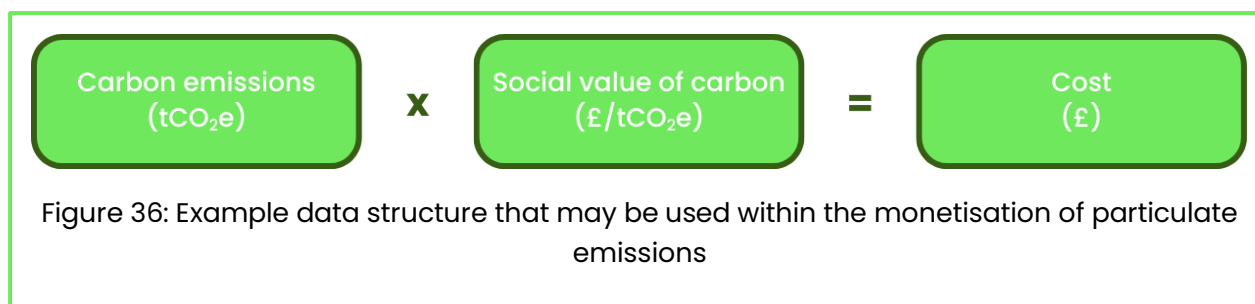 Carbon emissions
(tCO₂e)
x
Social value of carbon
(£/tCO₂e)
=
Cost
(£)
Figure 36: Example data structure that may be used within the monetisation of particulate
emissions